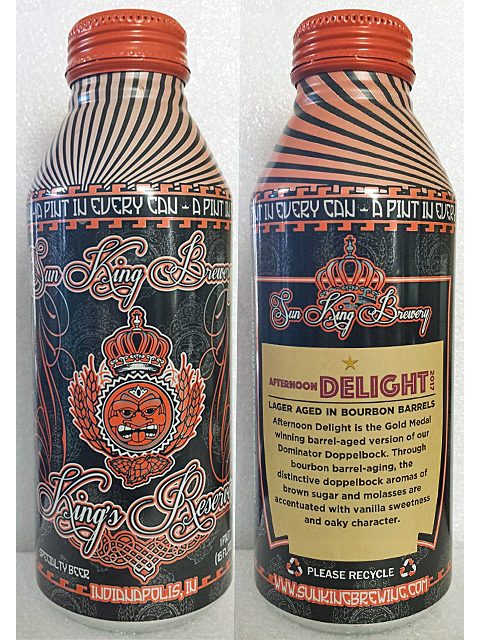 A PINT IN EVERY CAN - A PINT IN
Sun King Brewery
King's Reserve
SPECIALTY BEER
INDIANAPOLIS, IN
PINT IN EVERY CAN - A PINT IN EVERY
Sun King Brewery
AFTERNOON DELIGHT 2017
LAGER AGED IN BOURBON BARRELS
Afternoon Delight is the Gold Medal
winning barrel-aged version of our
Dominator Doppelbock. Through
bourbon barrel-aging, the
distinctive doppelbock aromas of
brown sugar and molasses are
accentuated with vanilla sweetness
and oaky character.
PLEASE RECYCLE
WWW.SUNKINGBREWING.COM